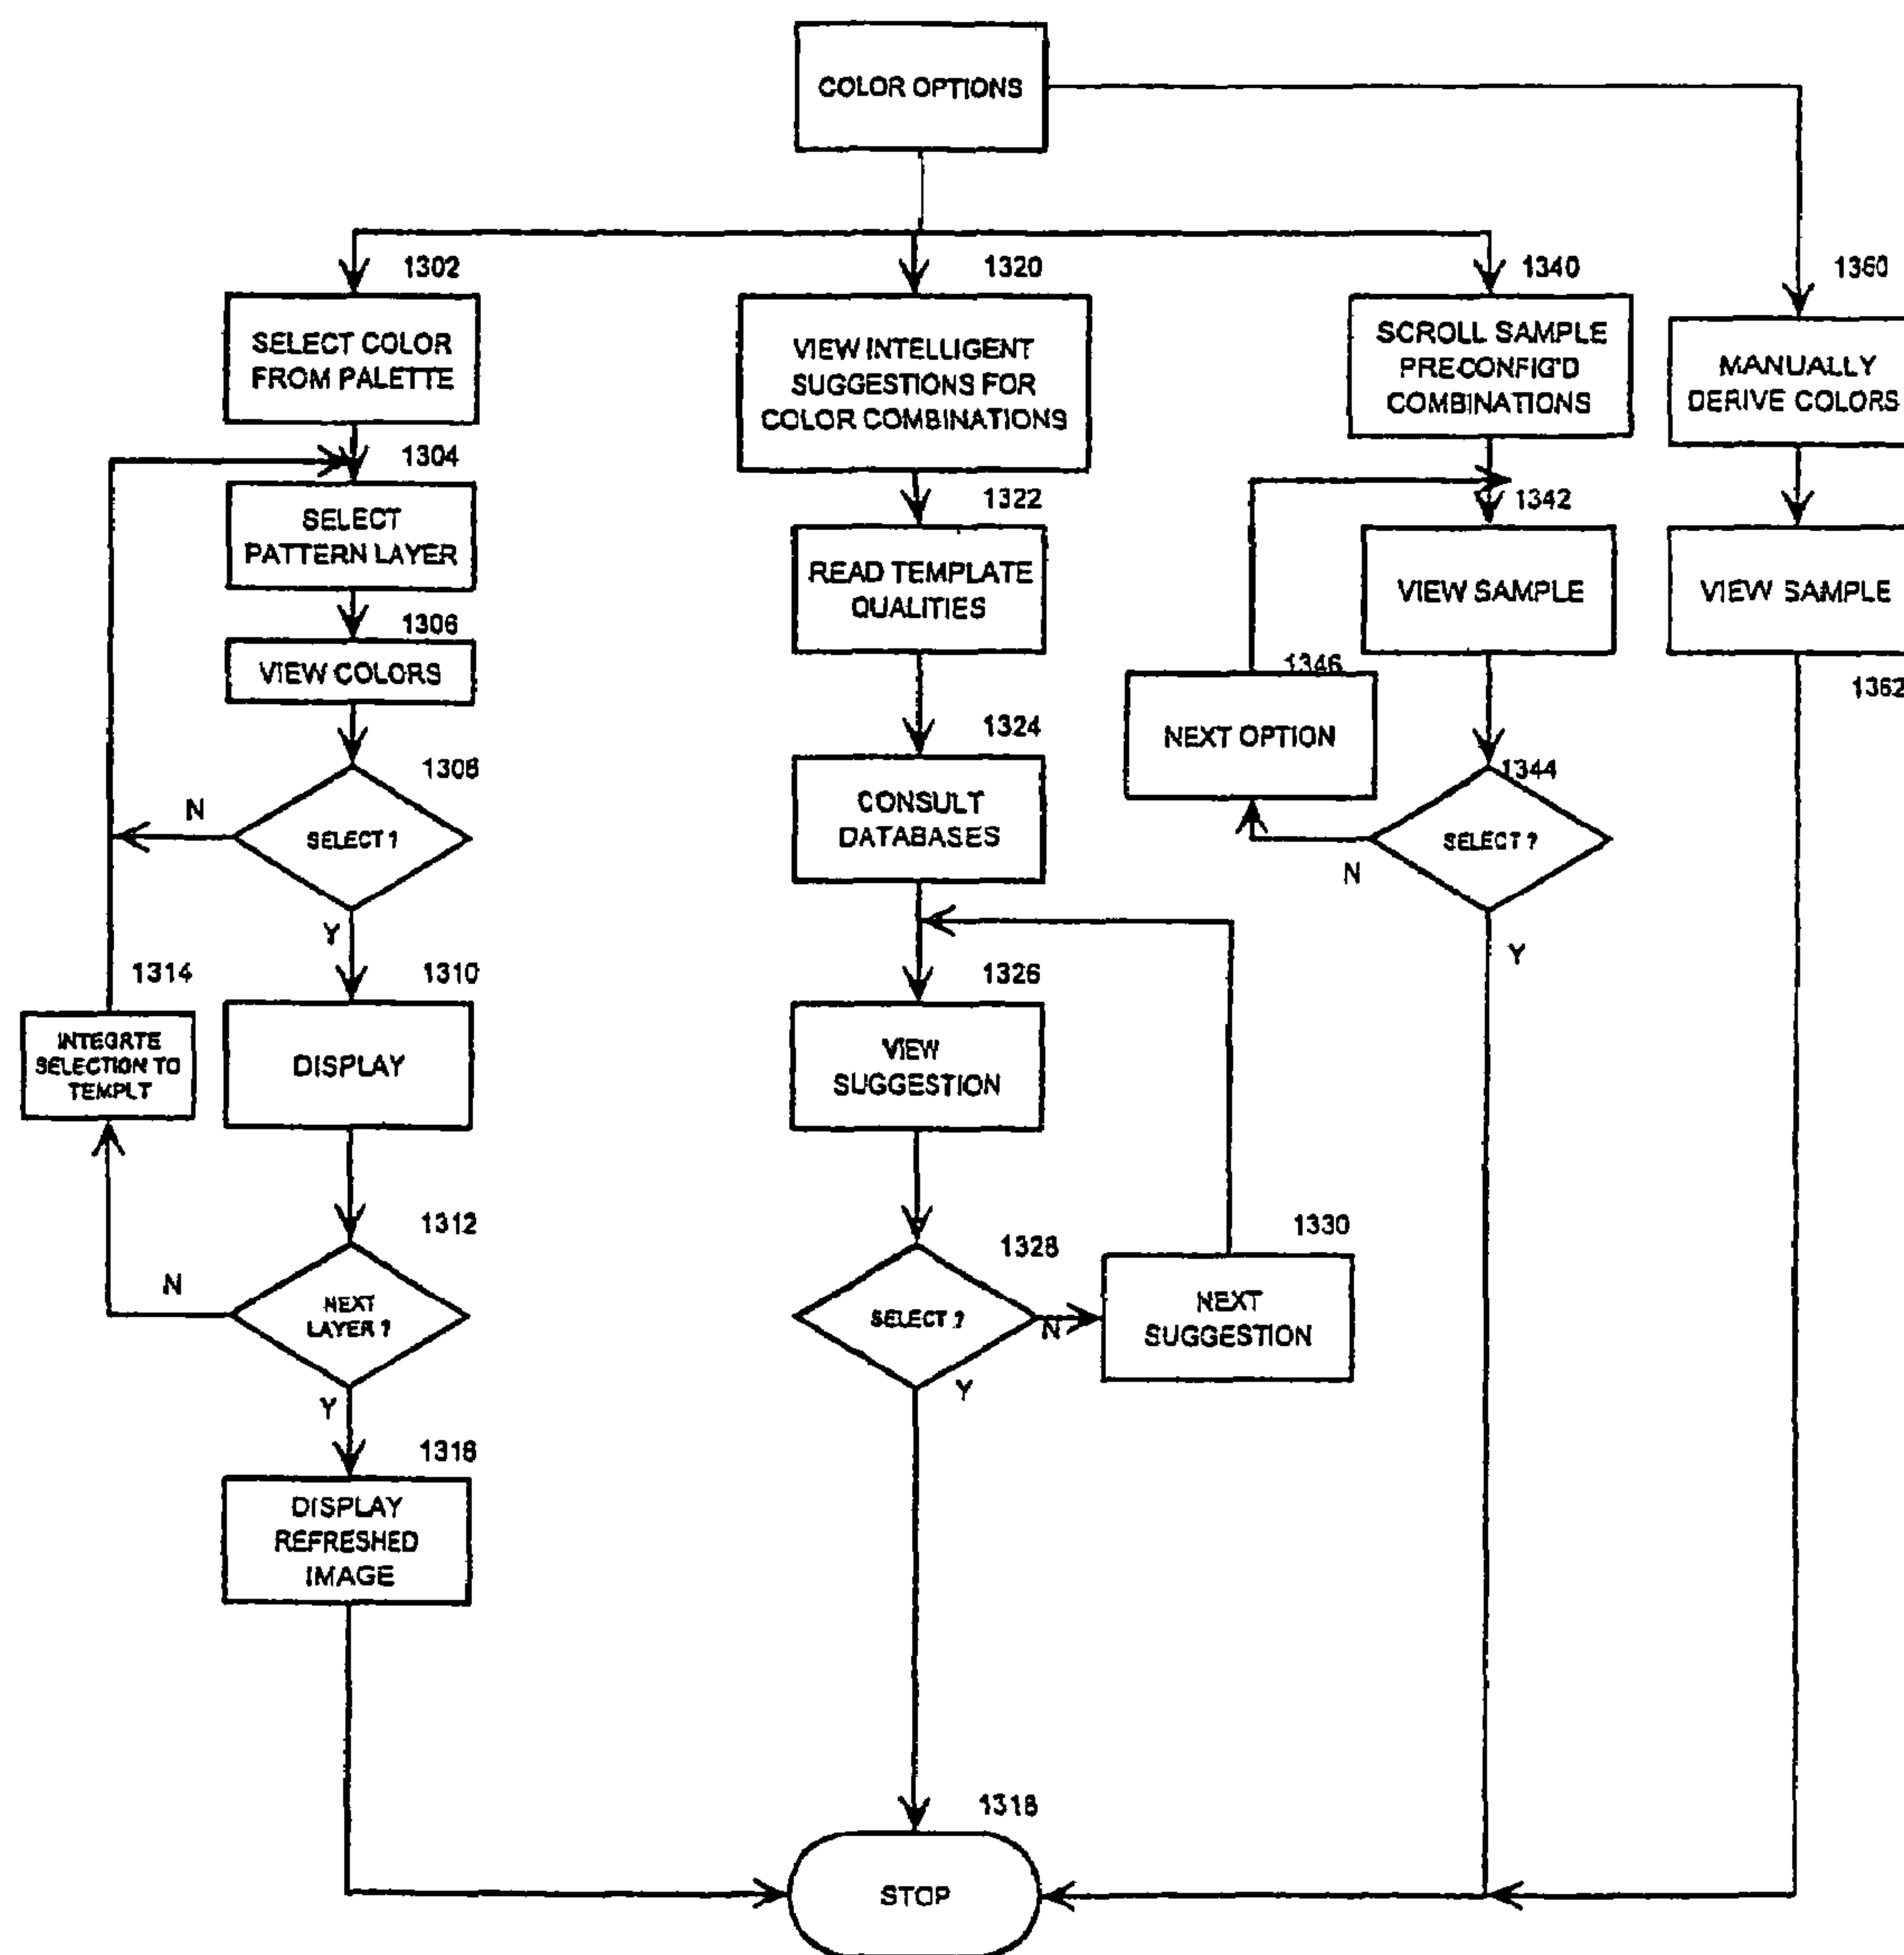 COLOR OPTIONS
1302
SELECT COLOR
FROM PALETTE
1304
SELECT
PATTERN LAYER
1306
VIEW COLORS
1308
SELECT ?
N
Y
1314
INTEGRTE
SELECTION TO
TEMPLT
1310
DISPLAY
1312
NEXT
LAYER ?
N
Y
1316
DISPLAY
REFRESHED
IMAGE
1320
VIEW INTELLIGENT
SUGGESTIONS FOR
COLOR COMBINATIONS
1322
READ TEMPLATE
QUALITIES
1324
CONSULT
DATABASES
1326
VIEW
SUGGESTION
1328
SELECT ?
N
Y
1330
NEXT
SUGGESTION
1318
STOP
1340
SCROLL SAMPLE
PRE-CONFIG'D
COMBINATIONS
1342
VIEW SAMPLE
1346
NEXT OPTION
1344
SELECT ?
N
Y
1360
MANUALLY
DERIVE COLORS
VIEW SAMPLE
1362